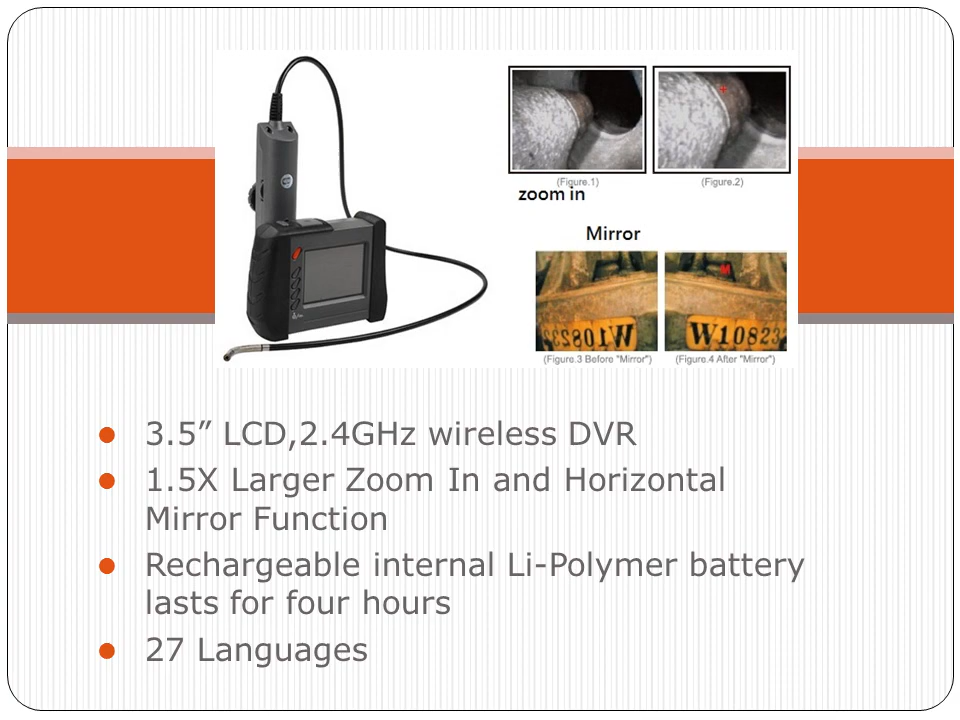 (Figure.1)
(Figure.2)
zoom in
Mirror
W10823
W10823
(Figure.3 Before "Mirror")
(Figure.4 After "Mirror")
3.5” LCD,2.4GHz wireless DVR
1.5X Larger Zoom In and Horizontal
Mirror Function
Rechargeable internal Li-Polymer battery
lasts for four hours
27 Languages